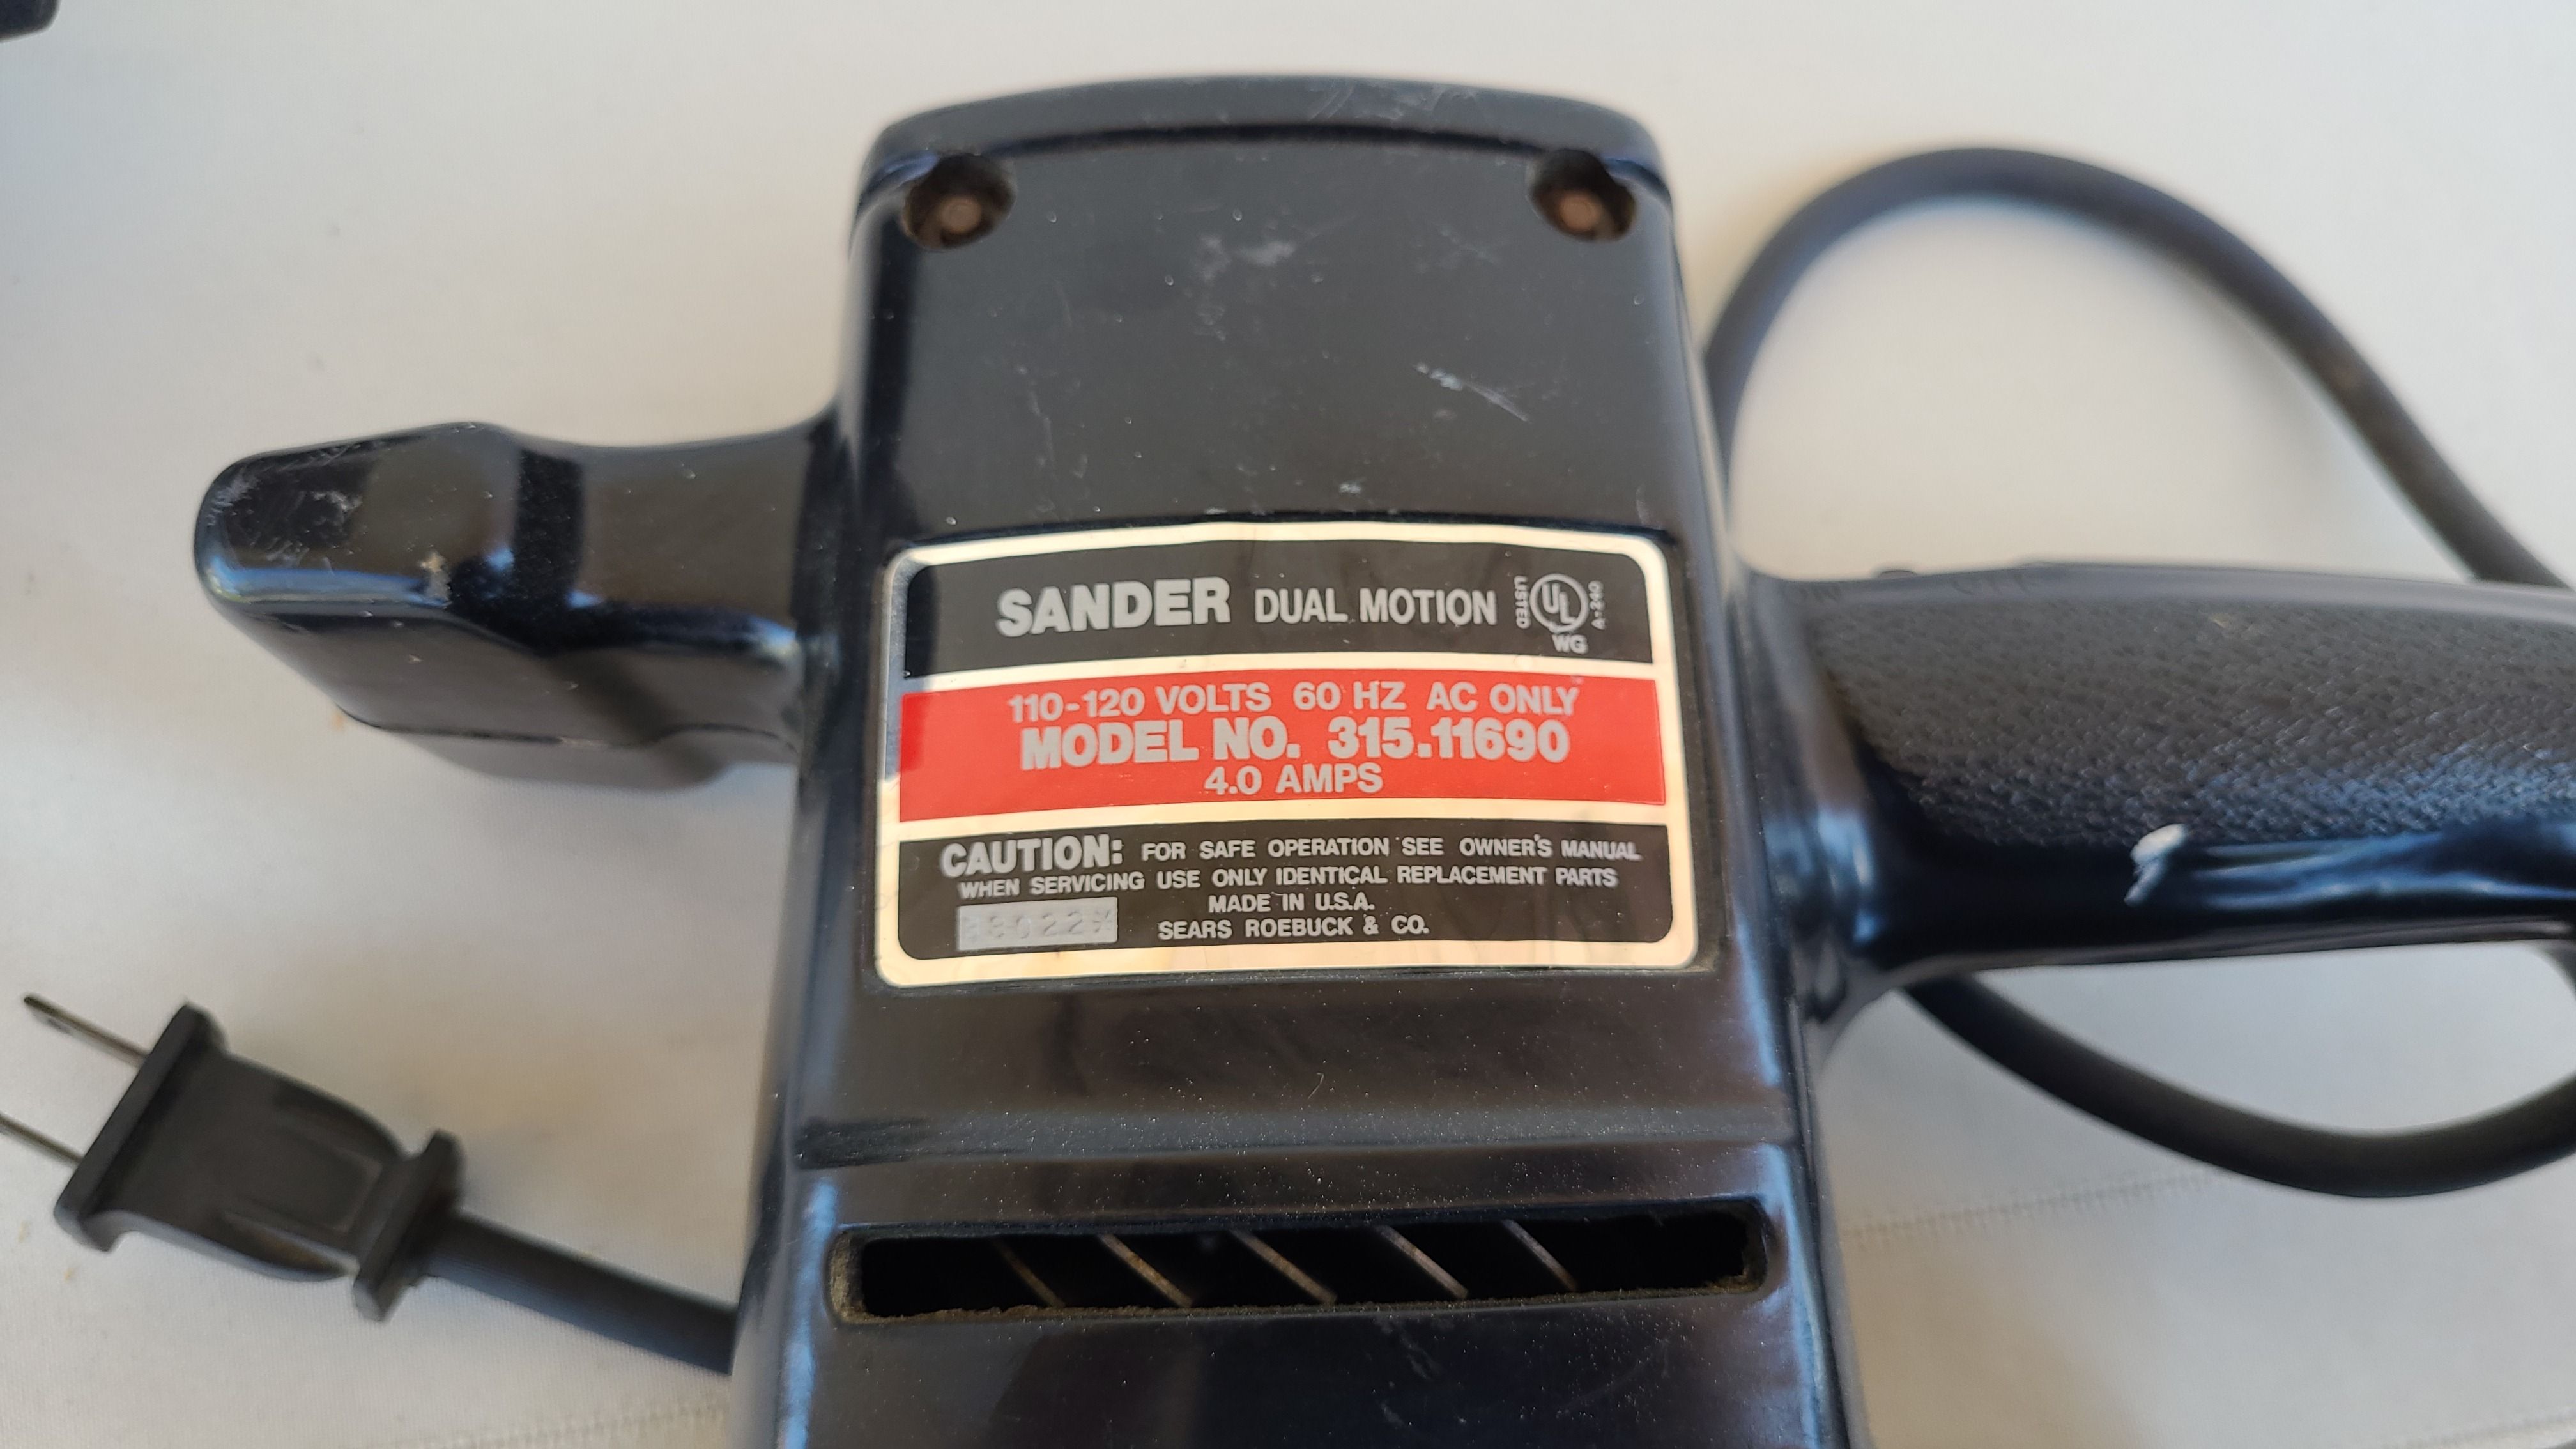 SANDER DUAL MOTION
LISTED UL A-240
WG
110-120 VOLTS 60 HZ AC ONLY
MODEL NO. 315.11690
4.0 AMPS
CAUTION: FOR SAFE OPERATION SEE OWNER'S MANUAL
WHEN SERVICING USE ONLY IDENTICAL REPLACEMENT PARTS
MADE IN U.S.A.
SEARS ROEBUCK & CO.